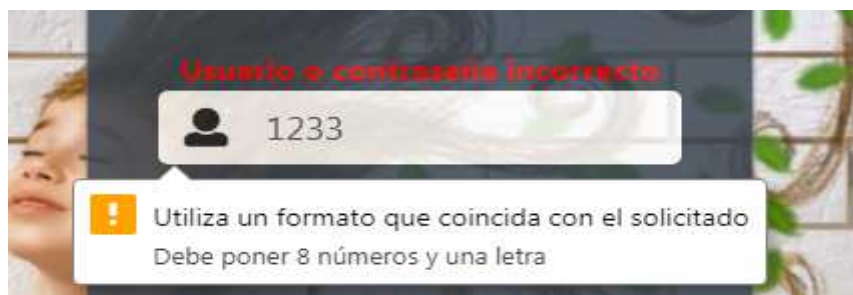 Usuario o contraseña incorrecto
1233
Utiliza un formato que coincida con el solicitado
Debe poner 8 números y una letra